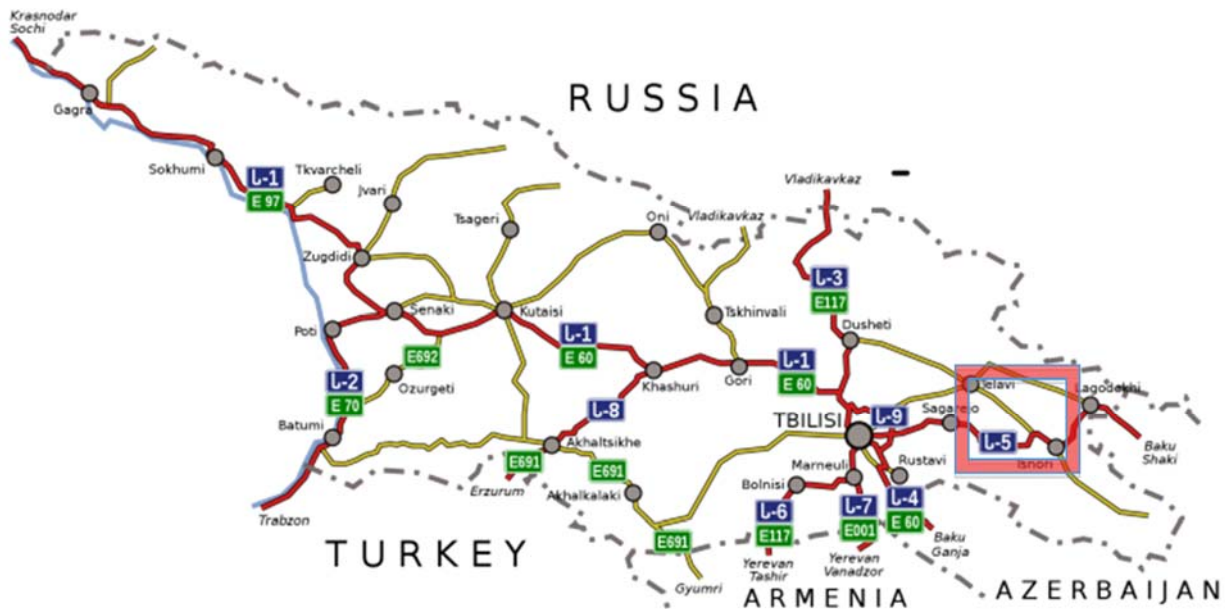 Krasnodar
Sochi
RUSSIA
Gagra
Sokhumi
ს-1
E 97
Tkvarcheli
Jvari
Tsageri
Oni
Vladikavkaz
Vladikavkaz
ს-3
E117
Zugdidi
Senaki
Kutaisi
Tskhinvali
Dusheti
Poti
ს-1
E 60
E692
Ozurgeti
Khashuri
Gori
ს-1
E 60
Telavi
Lagodekhi
ს-2
E 70
ს-8
Batumi
TBILISI
ს-9
Sagarejo
ს-5
Tsnori
Baku
Shaki
Akhaltsikhe
E691
E691
Erzurum
Akhalkalaki
Marneuli
Rustavi
Bolnisi
ს-6
E117
ს-7
E001
ს-4
E 60
Trabzon
TURKEY
E691
Gyumri
Yerevan
Tashir
Yerevan
Vanadzor
Baku
Ganja
ARMENIA
AZERBAIJAN